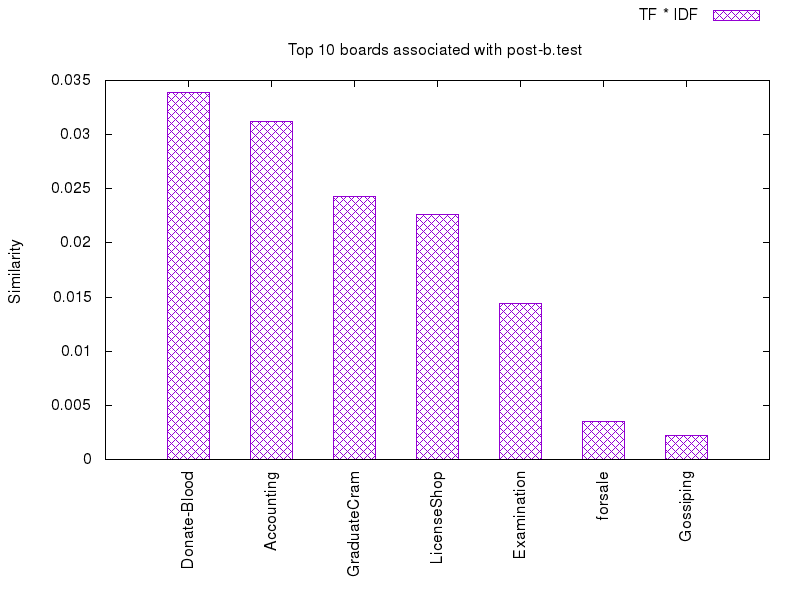 TF * IDF
Top 10 boards associated with post-b.test
Similarity
0.035
0.03
0.025
0.02
0.015
0.01
0.005
0
Donate-Blood
Accounting
GraduateCram
LicenseShop
Examination
forsale
Gossiping